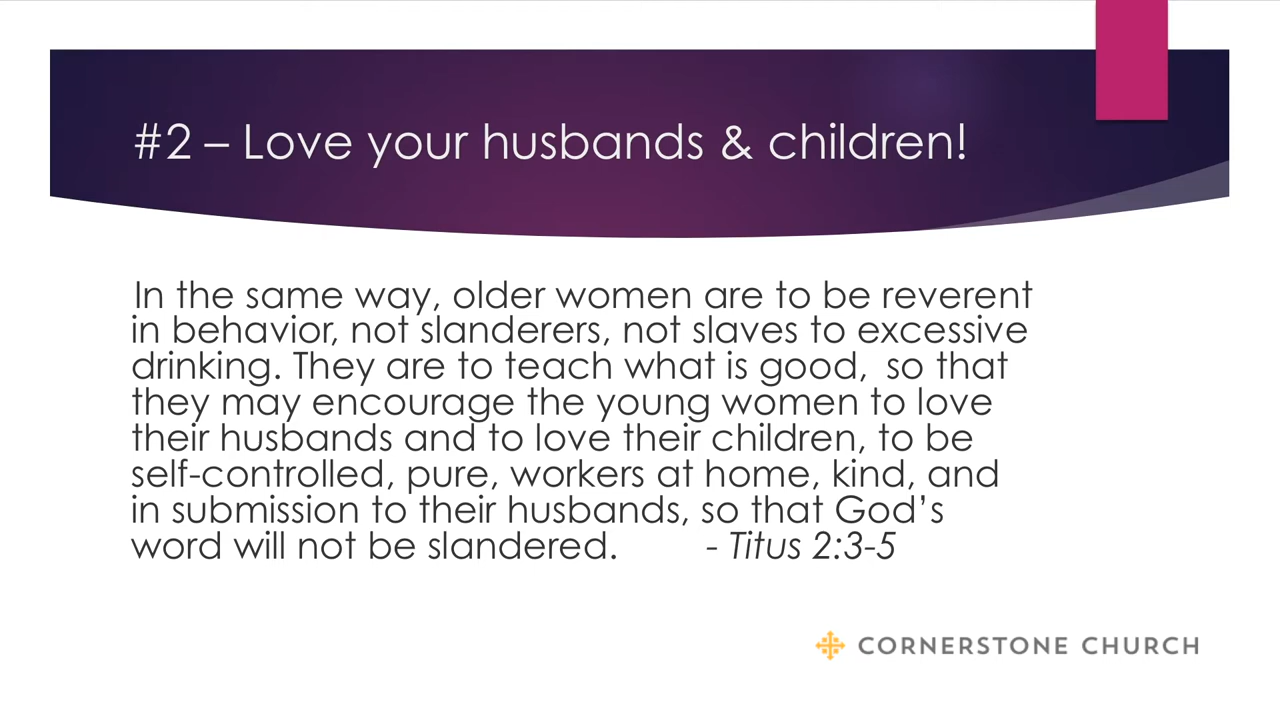 #2 – Love your husbands & children!
In the same way, older women are to be reverent
in behavior, not slanderers, not slaves to excessive
drinking. They are to teach what is good,  so that
they may encourage the young women to love
their husbands and to love their children, to be
self-controlled, pure, workers at home, kind, and
in submission to their husbands, so that God’s
word will not be slandered. - Titus 2:3-5
CORNERSTONE CHURCH